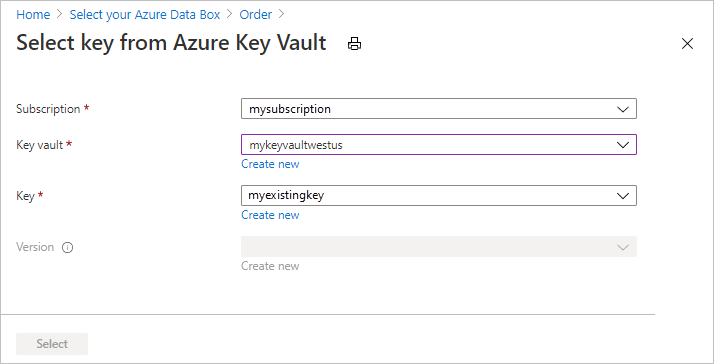 Home > Select your Azure Data Box > Order >
Select key from Azure Key Vault
Subscription * mysubscription
Key vault * mykeyvaultwestus
Create new
Key * myexistingkey
Create new
Version
Create new
Select